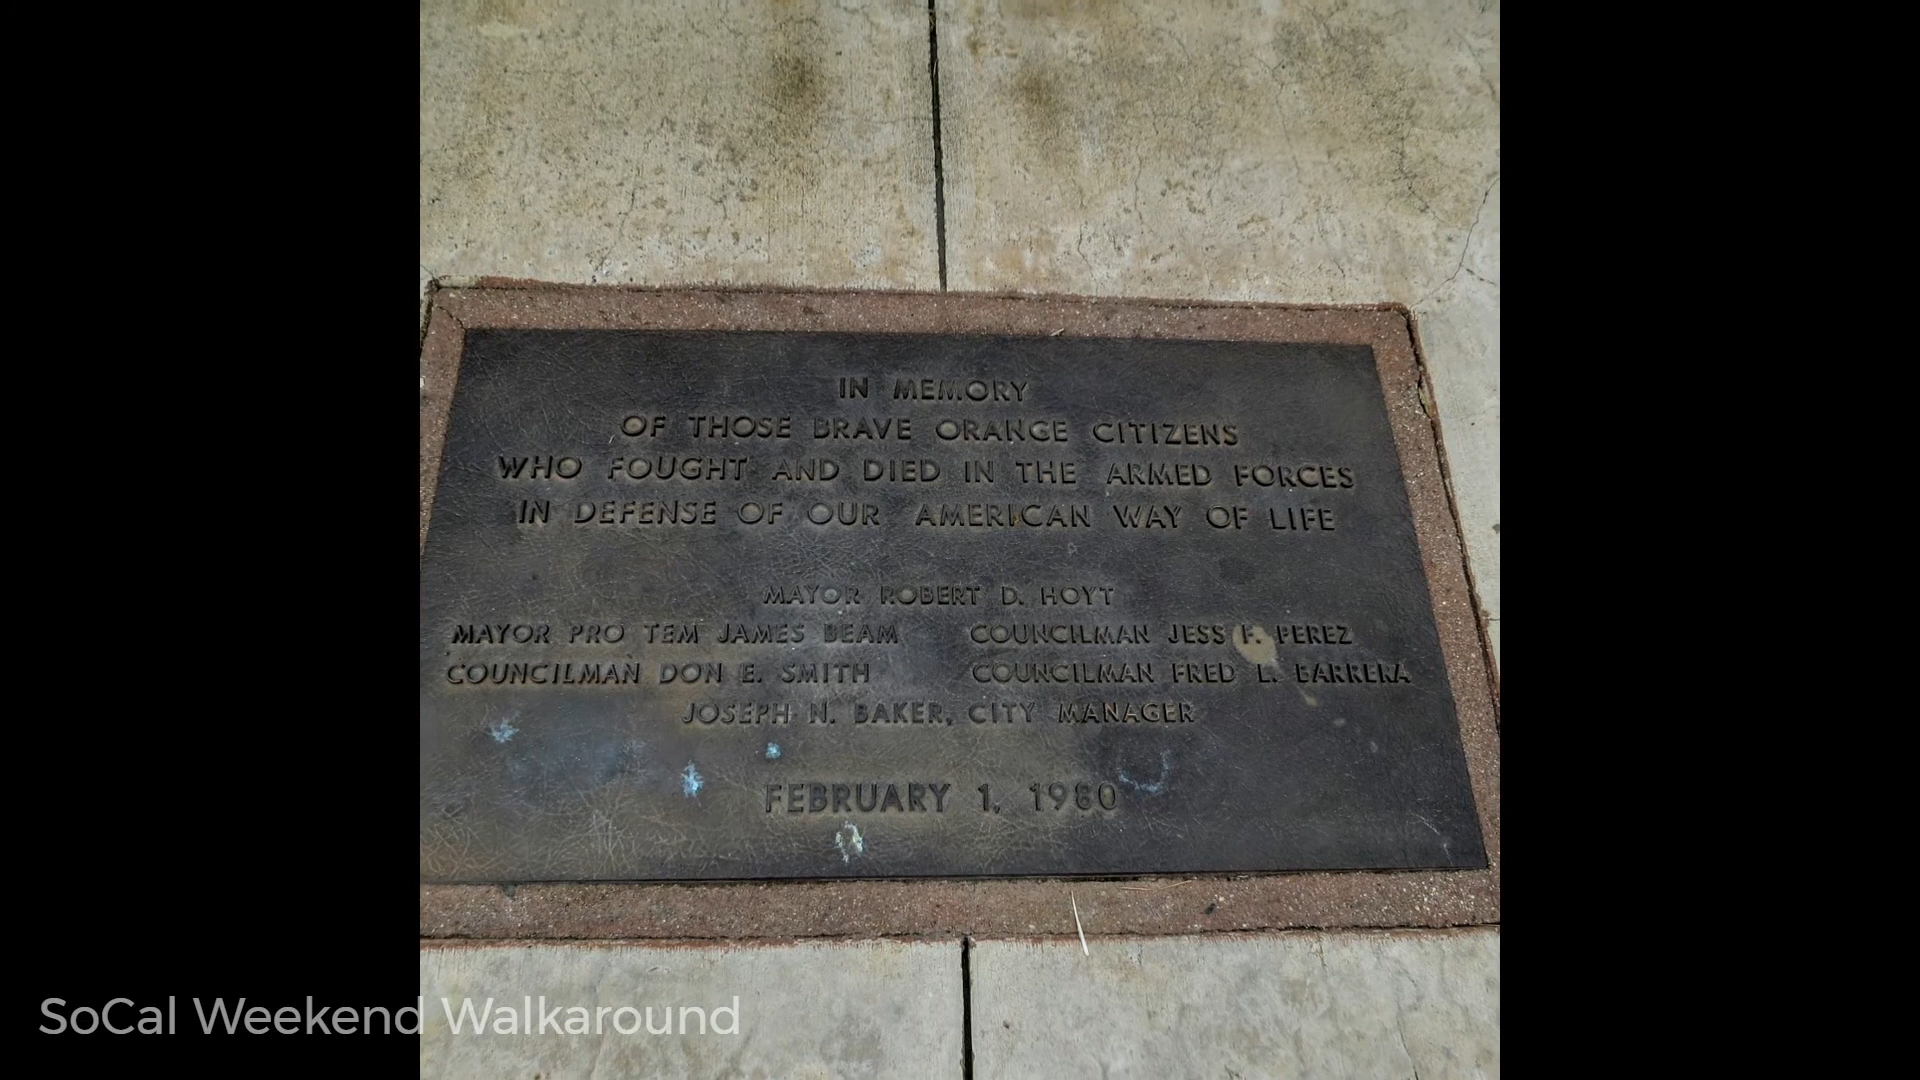 IN MEMORY
OF THOSE BRAVE ORANGE CITIZENS
WHO FOUGHT AND DIED IN THE ARMED FORCES
IN DEFENSE OF OUR AMERICAN WAY OF LIFE
MAYOR ROBERT D. HOYT
MAYOR PRO TEM JAMES BEAM COUNCILMAN JESS F. PEREZ
COUNCILMAN DON E. SMITH COUNCILMAN FRED L. BARRERA
JOSEPH N. BAKER, CITY MANAGER
FEBRUARY 1, 1980
SoCal Weekend Walkaround